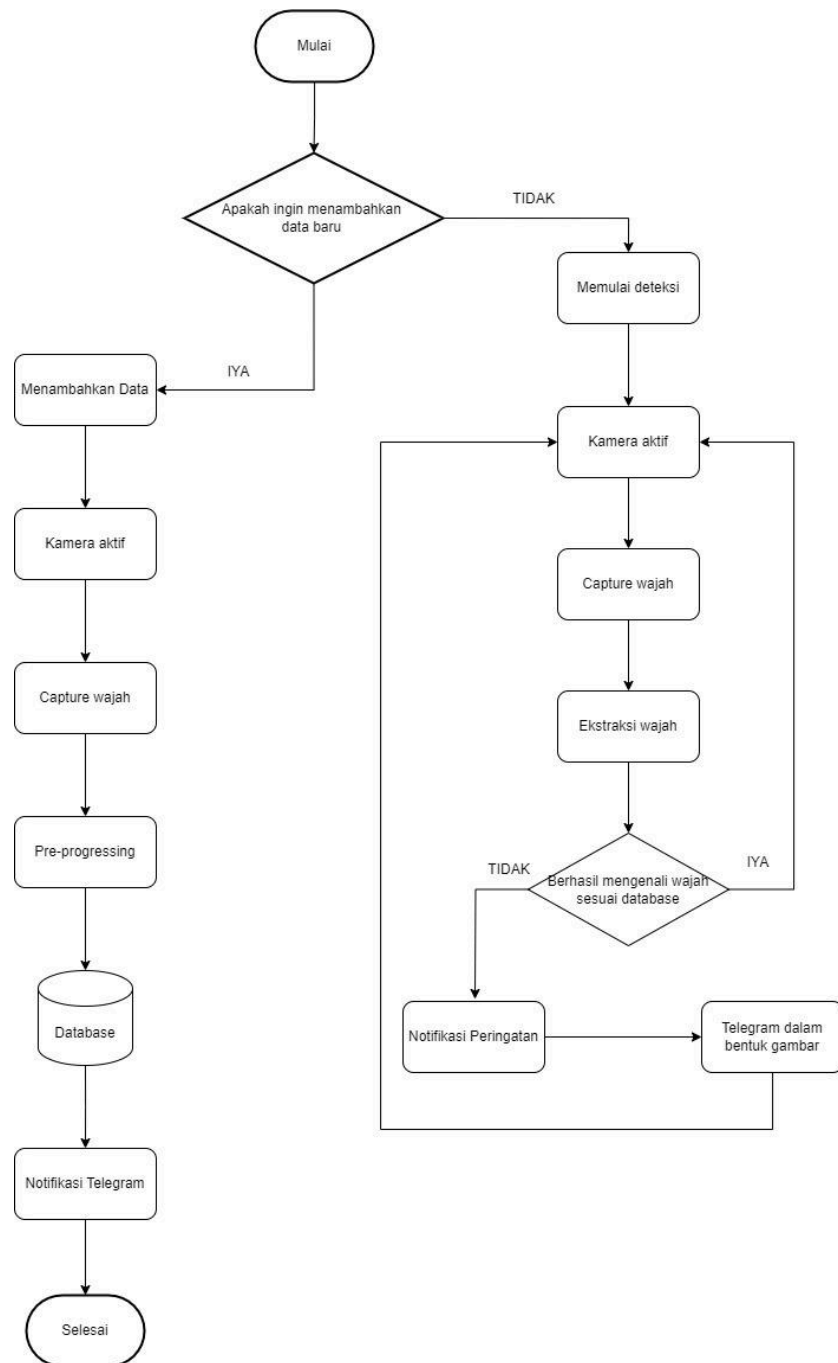 Mulai
Apakah ingin menambahkan
data baru
TIDAK
Memulai deteksi
IYA
Menambahkan Data
Kamera aktif
Kamera aktif
Capture wajah
Capture wajah
Ekstraksi wajah
Pre-progressing
TIDAK
IYA
Berhasil mengenali wajah
sesuai database
Database
Notifikasi Peringatan
Telegram dalam
bentuk gambar
Notifikasi Telegram
Selesai